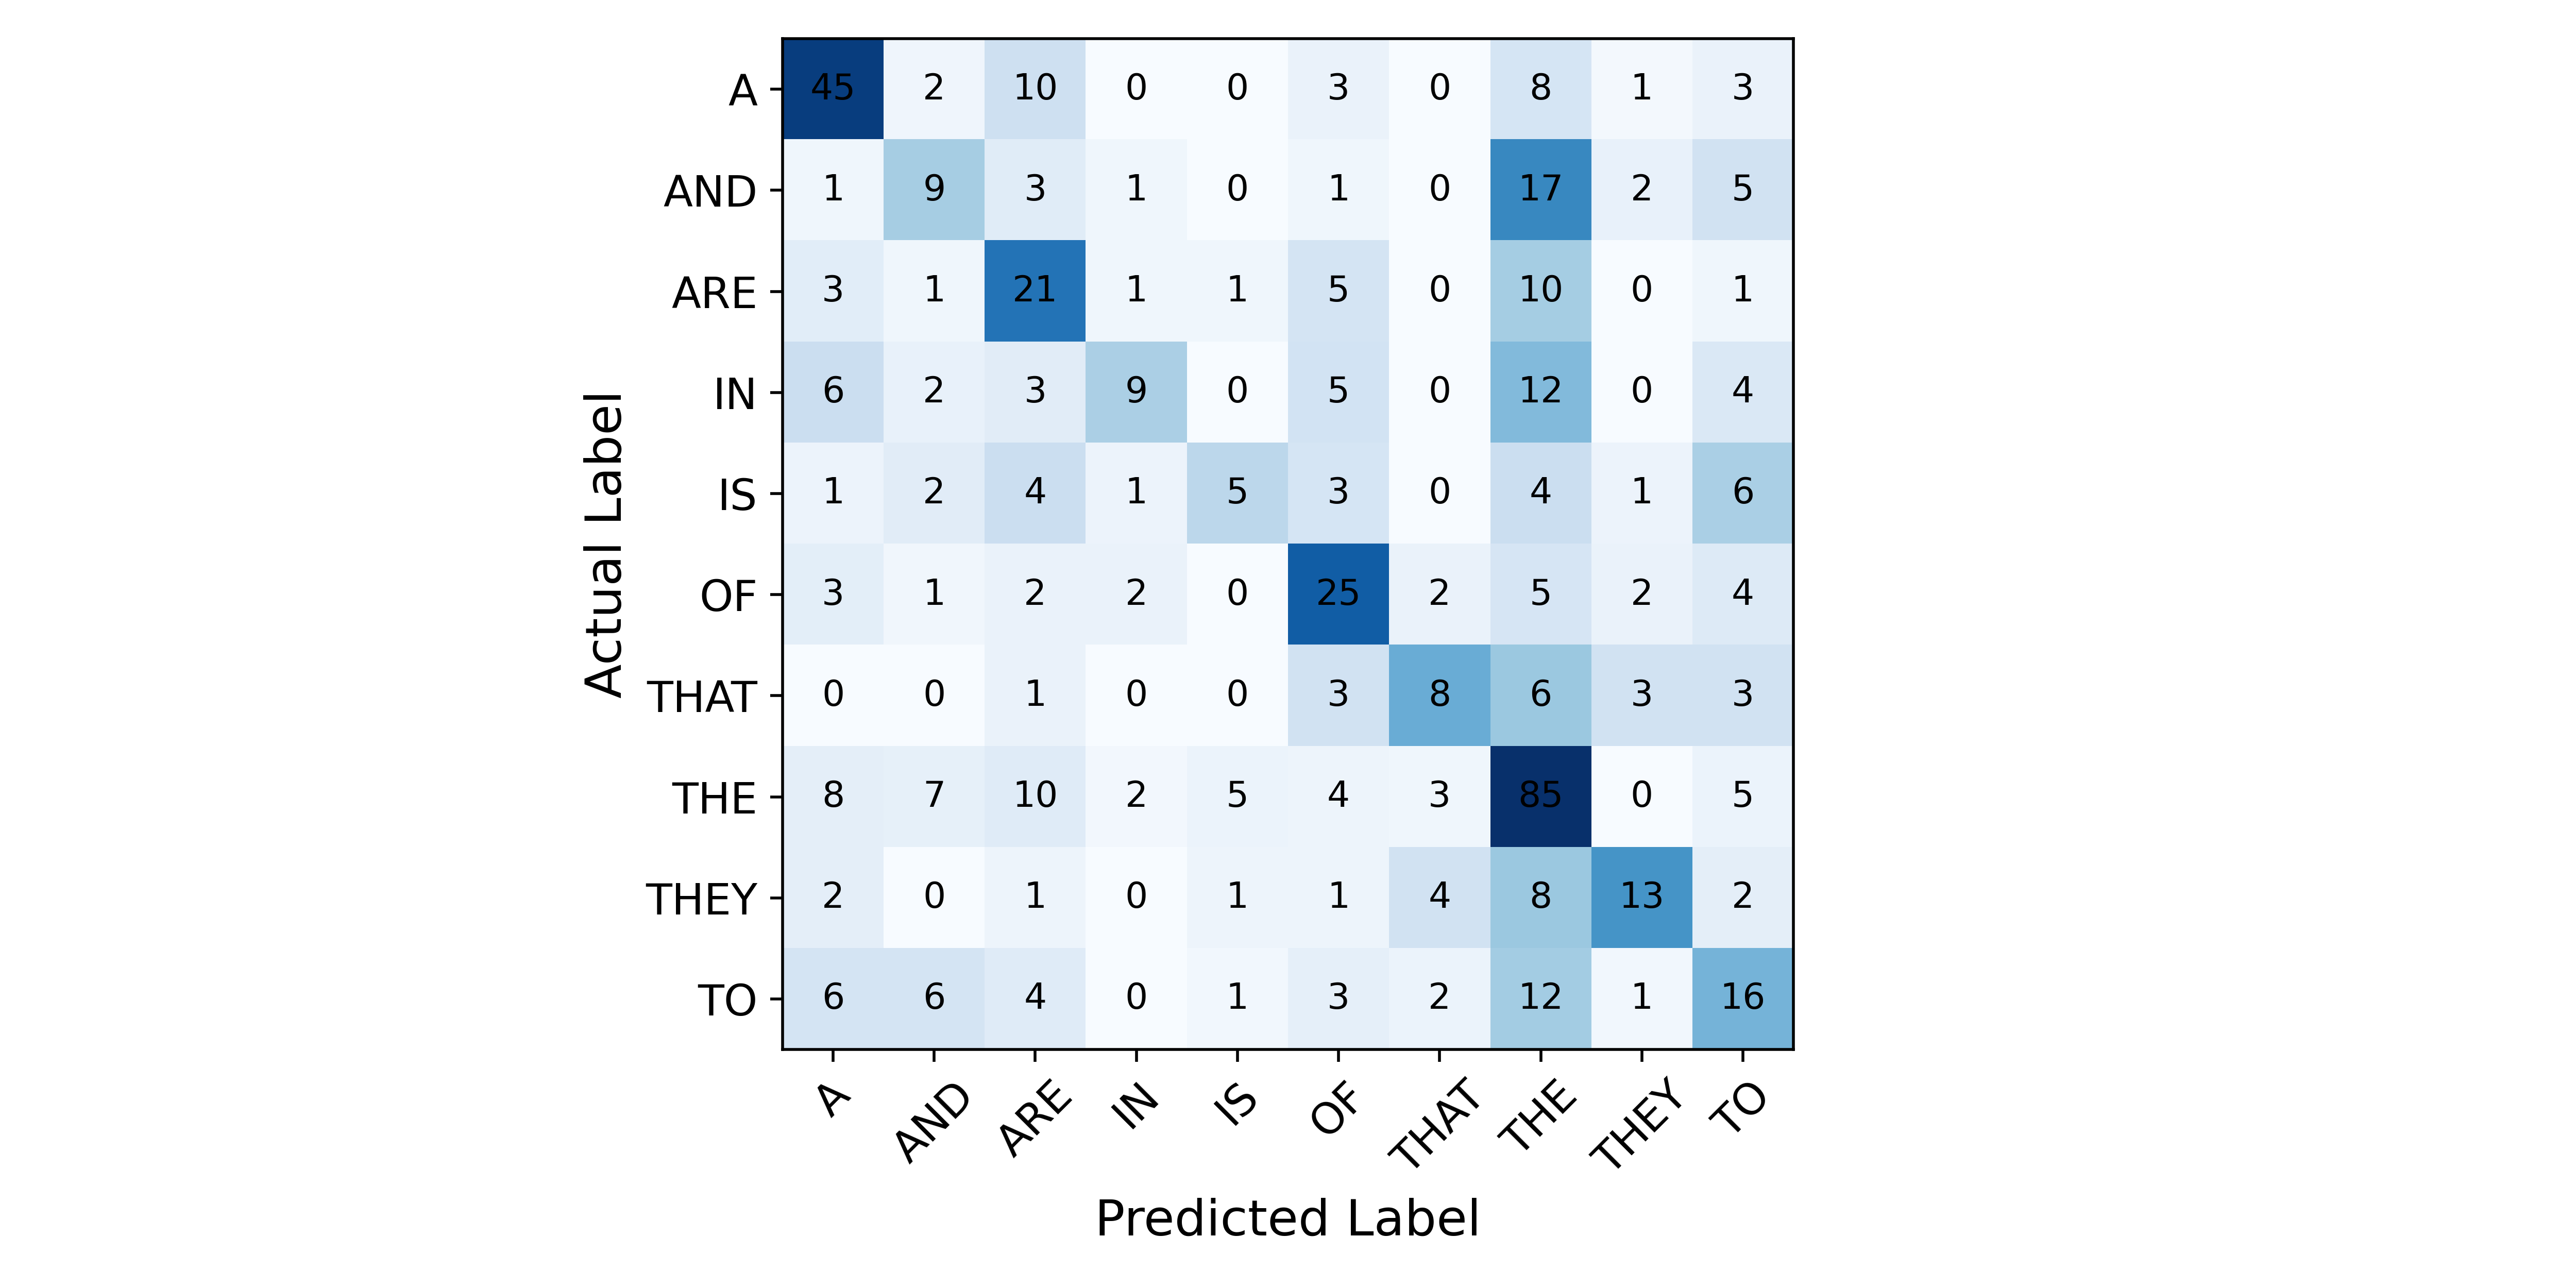 A 45 2 10 0 0 3 0 8 1 3
AND 1 9 3 1 0 1 0 17 2 5
ARE 3 1 21 1 1 5 0 10 0 1
IN 6 2 3 9 0 5 0 12 0 4
IS 1 2 4 1 5 3 0 4 1 6
OF 3 1 2 2 0 25 2 5 2 4
THAT 0 0 1 0 0 3 8 6 3 3
THE 8 7 10 2 5 4 3 85 0 5
THEY 2 0 1 0 1 1 4 8 13 2
TO 6 6 4 0 1 3 2 12 1 16
Actual Label
A AND ARE IN IS OF THAT THE THEY TO
Predicted Label